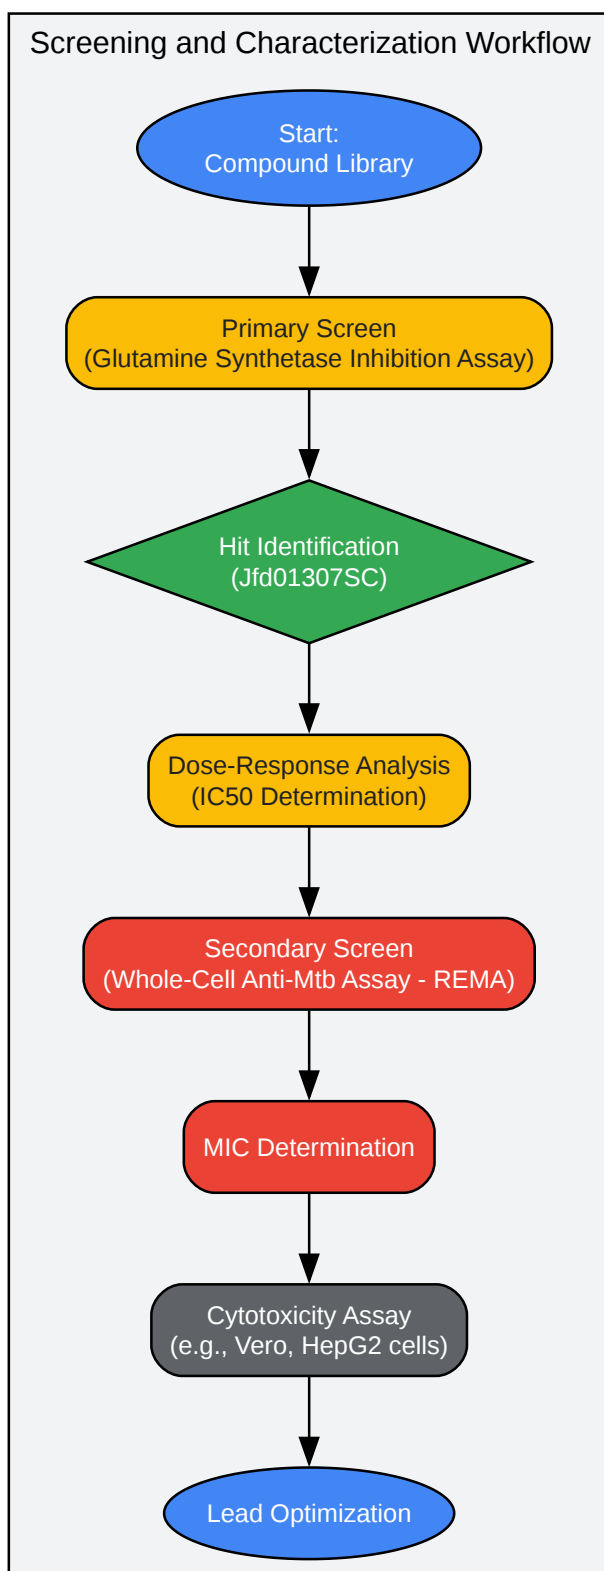 Screening and Characterization Workflow
Start:
Compound Library
Primary Screen
(Glutamine Synthetase Inhibition Assay)
Hit Identification
(Jfd01307SC)
Dose-Response Analysis
(IC50 Determination)
Secondary Screen
(Whole-Cell Anti-Mtb Assay - REMA)
MIC Determination
Cytotoxicity Assay
(e.g., Vero, HepG2 cells)
Lead Optimization